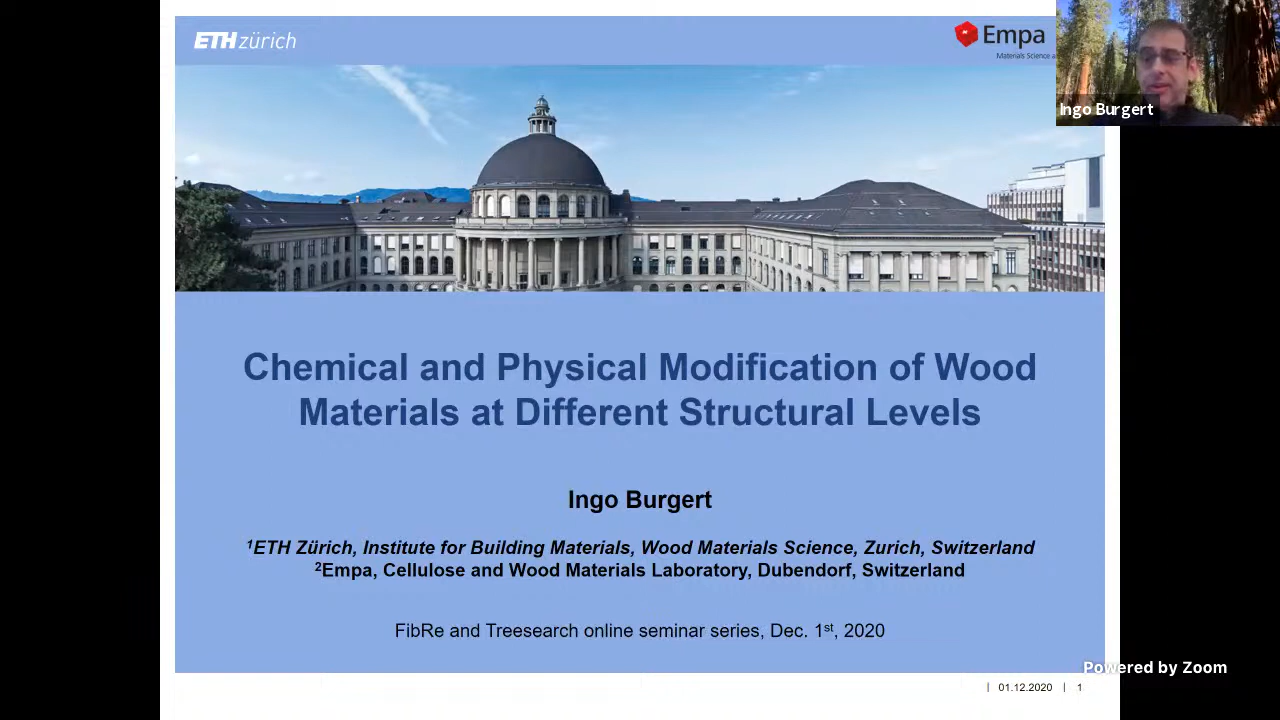 ETH zürich
Empa
Materials Science a
Ingo Burgert
Chemical and Physical Modification of Wood
Materials at Different Structural Levels
Ingo Burgert
¹ETH Zürich, Institute for Building Materials, Wood Materials Science, Zurich, Switzerland
²Empa, Cellulose and Wood Materials Laboratory, Dubendorf, Switzerland
FibRe and Treesearch online seminar series, Dec. 1st, 2020
Powered by Zoom
| 01.12.2020 | 1